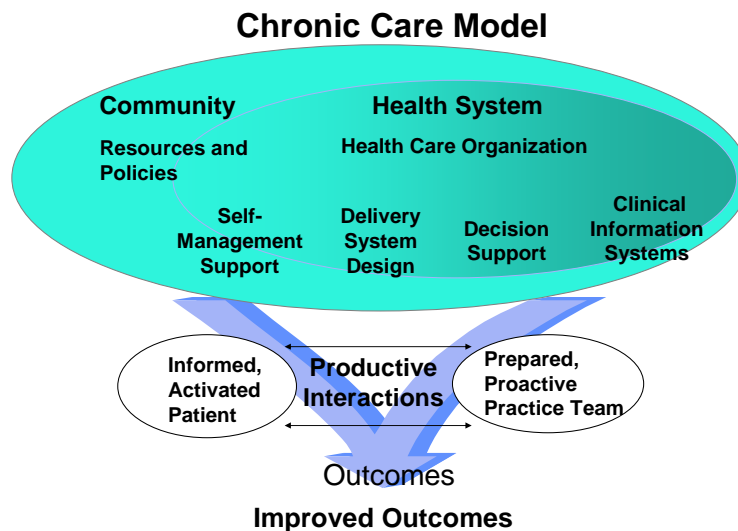 Chronic Care Model
Community
Health System
Resources and
Policies
Health Care Organization
Self-
Management
Support
Delivery
System
Design
Decision
Support
Clinical
Information
Systems
Informed,
Activated
Patient
Productive
Interactions
Prepared,
Proactive
Practice Team
Outcomes
Improved Outcomes